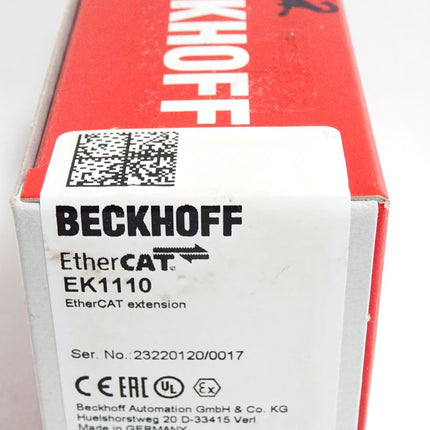 KHOFF
2
BECKHOFF
EtherCAT®
EK1110
EtherCAT extension
Ser. No.:23220120/0017
CE EAC UL Ex
Beckhoff Automation GmbH & Co. KG
Huelshorstweg 20 D-33415 Verl
Made in GERMANY